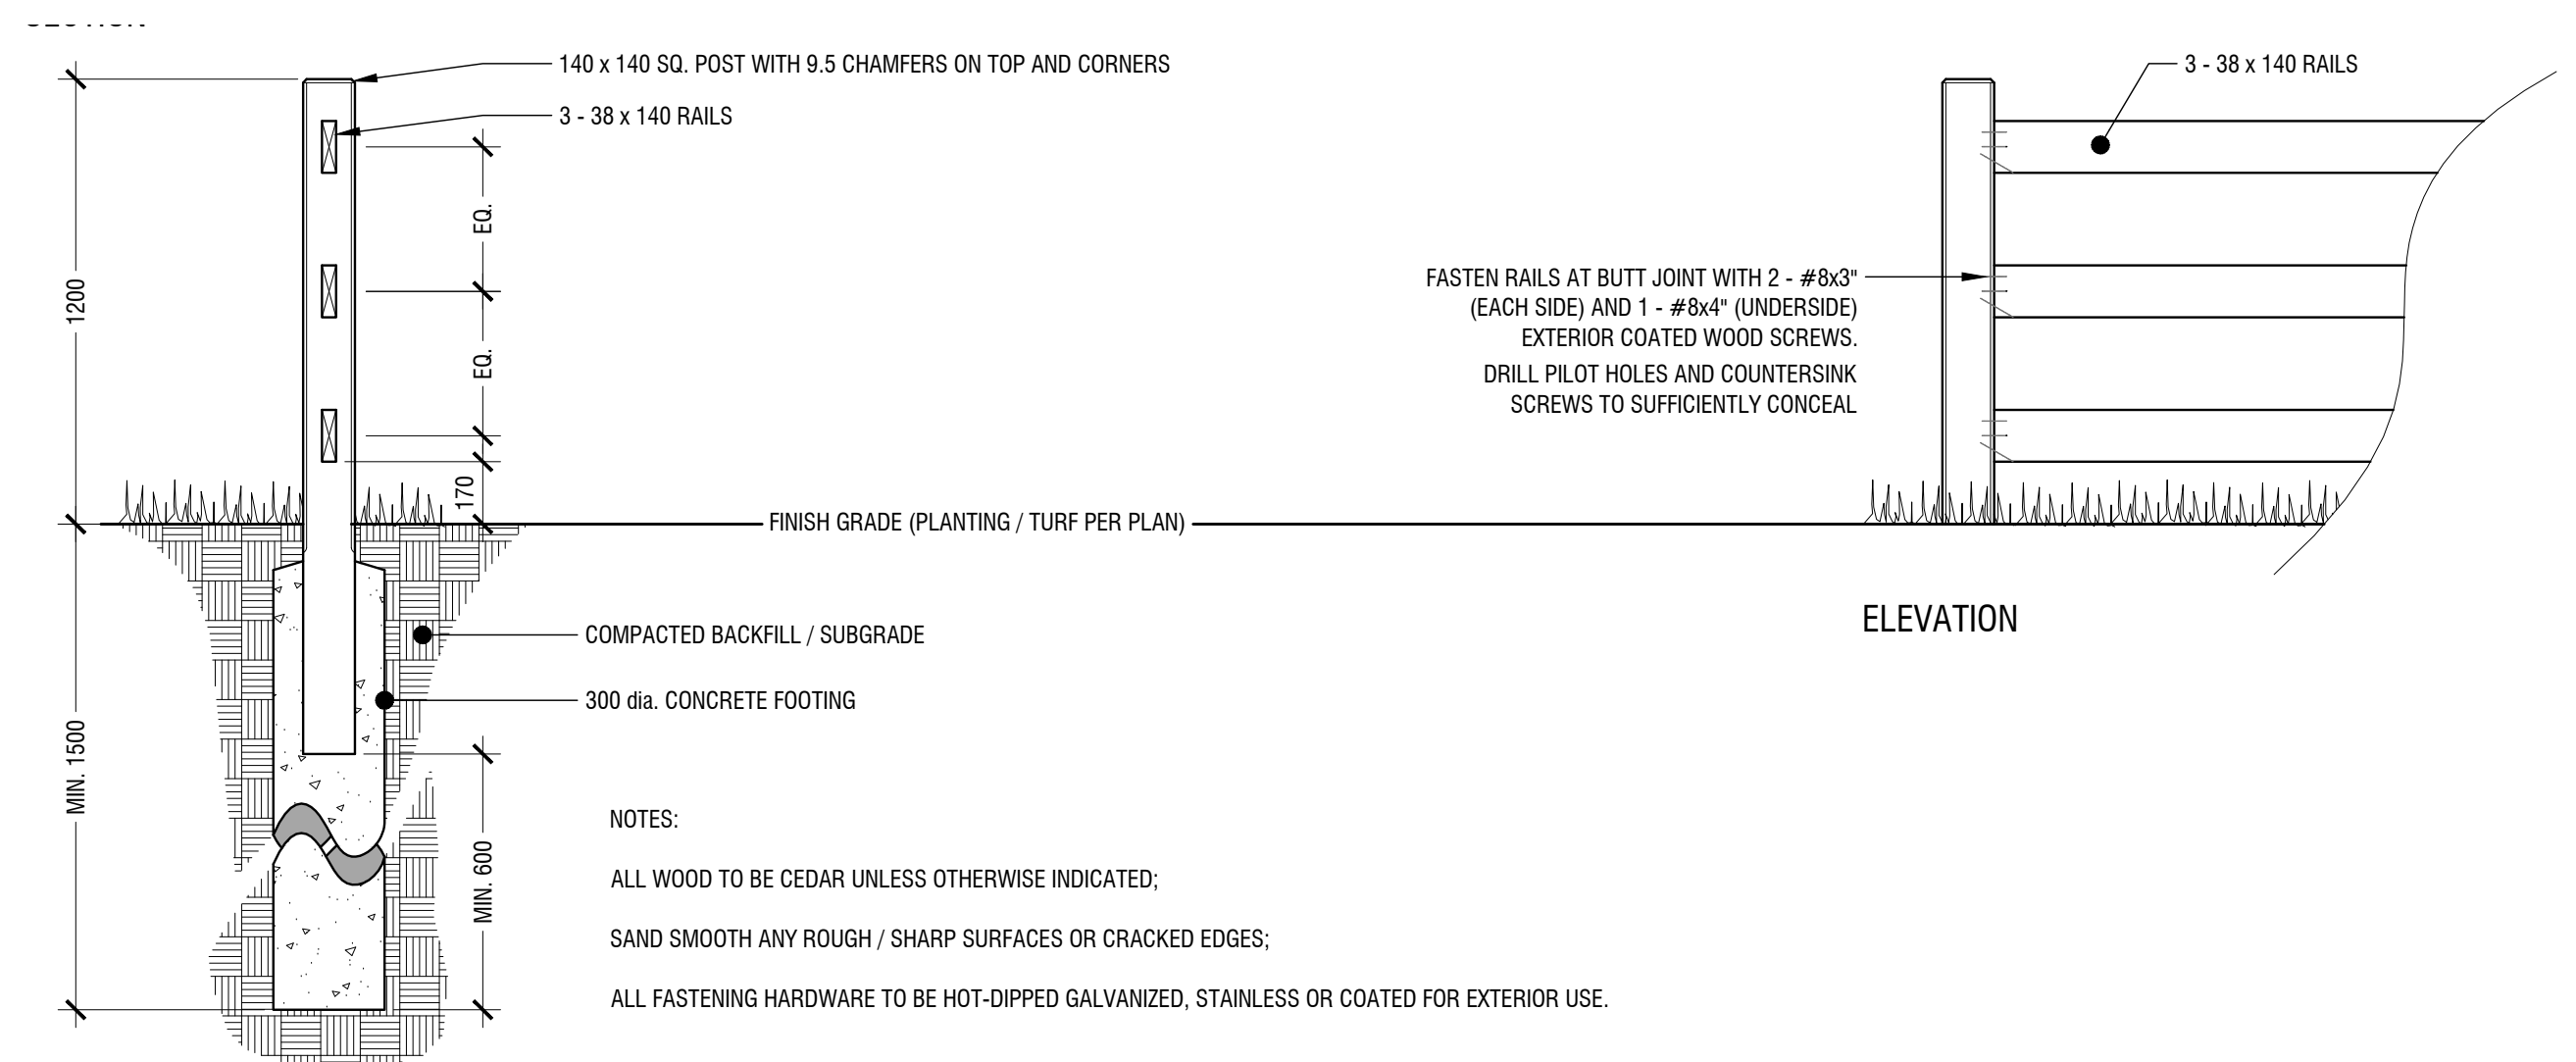 140 x 140 SQ. POST WITH 9.5 CHAMFERS ON TOP AND CORNERS
3 - 38 x 140 RAILS
3 - 38 x 140 RAILS
EQ.
1200
FASTEN RAILS AT BUTT JOINT WITH 2 - #8x3"
(EACH SIDE) AND 1 - #8x4" (UNDERSIDE)
EXTERIOR COATED WOOD SCREWS.
EQ.
DRILL PILOT HOLES AND COUNTERSINK
SCREWS TO SUFFICIENTLY CONCEAL
170
FINISH GRADE (PLANTING / TURF PER PLAN)
ELEVATION
COMPACTED BACKFILL / SUBGRADE
300 dia. CONCRETE FOOTING
MIN. 1500
MIN. 600
NOTES:
ALL WOOD TO BE CEDAR UNLESS OTHERWISE INDICATED;
SAND SMOOTH ANY ROUGH / SHARP SURFACES OR CRACKED EDGES;
ALL FASTENING HARDWARE TO BE HOT-DIPPED GALVANIZED, STAINLESS OR COATED FOR EXTERIOR USE.